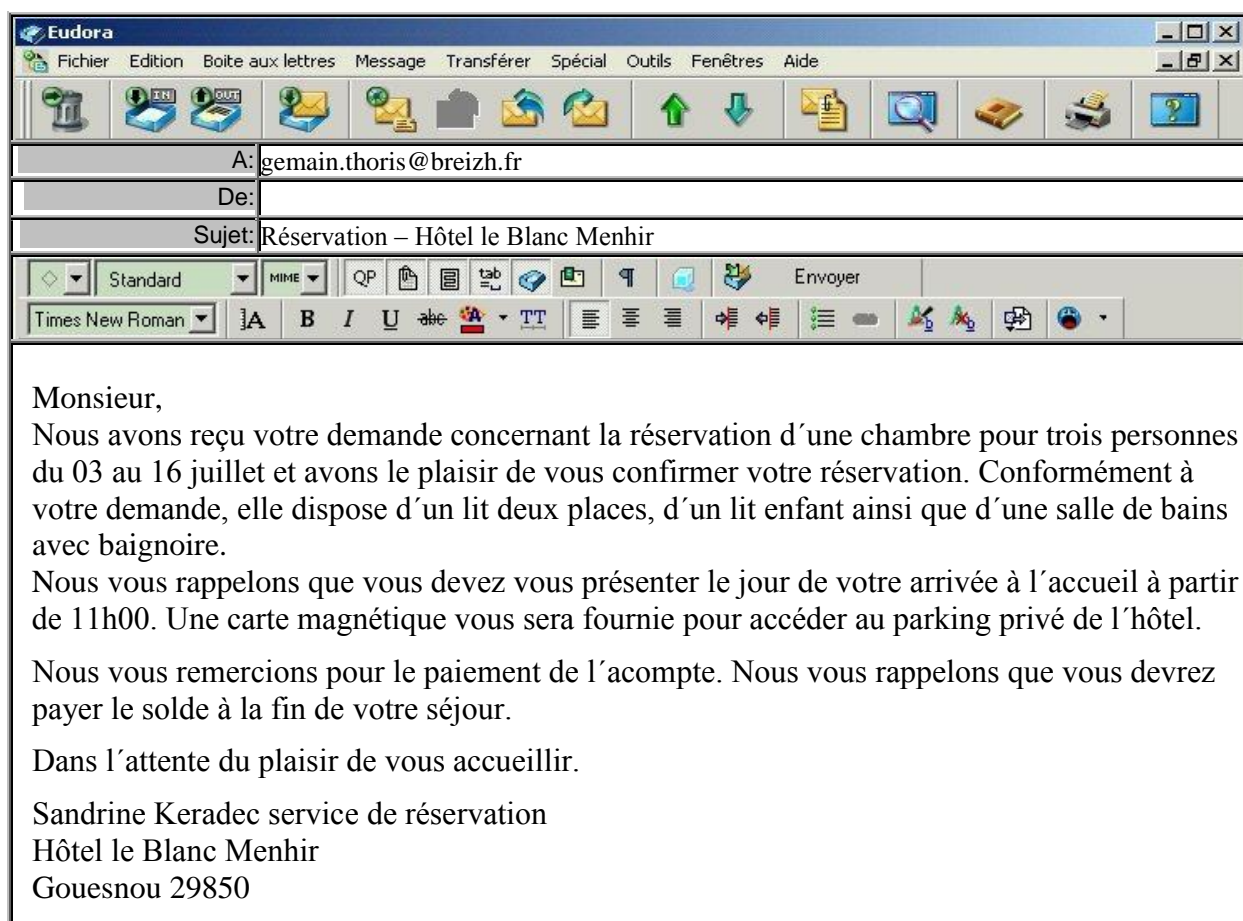 Eudora
Fichier Edition Boite aux lettres Message Transférer Spécial Outils Fenêtres Aide
IN OUT
A: gemain.thoris@breizh.fr
De:
Sujet: Réservation – Hôtel le Blanc Menhir
Standard MIME QP tab Envoyer
Times New Roman A B I U abc A TT
Monsieur,
Nous avons reçu votre demande concernant la réservation d´une chambre pour trois personnes
du 03 au 16 juillet et avons le plaisir de vous confirmer votre réservation. Conformément à
votre demande, elle dispose d´un lit deux places, d´un lit enfant ainsi que d´une salle de bains
avec baignoire.
Nous vous rappelons que vous devez vous présenter le jour de votre arrivée à l´accueil à partir
de 11h00. Une carte magnétique vous sera fournie pour accéder au parking privé de l´hôtel.
Nous vous remercions pour le paiement de l´acompte. Nous vous rappelons que vous devrez
payer le solde à la fin de votre séjour.
Dans l´attente du plaisir de vous accueillir.
Sandrine Keradec service de réservation
Hôtel le Blanc Menhir
Gouesnou 29850